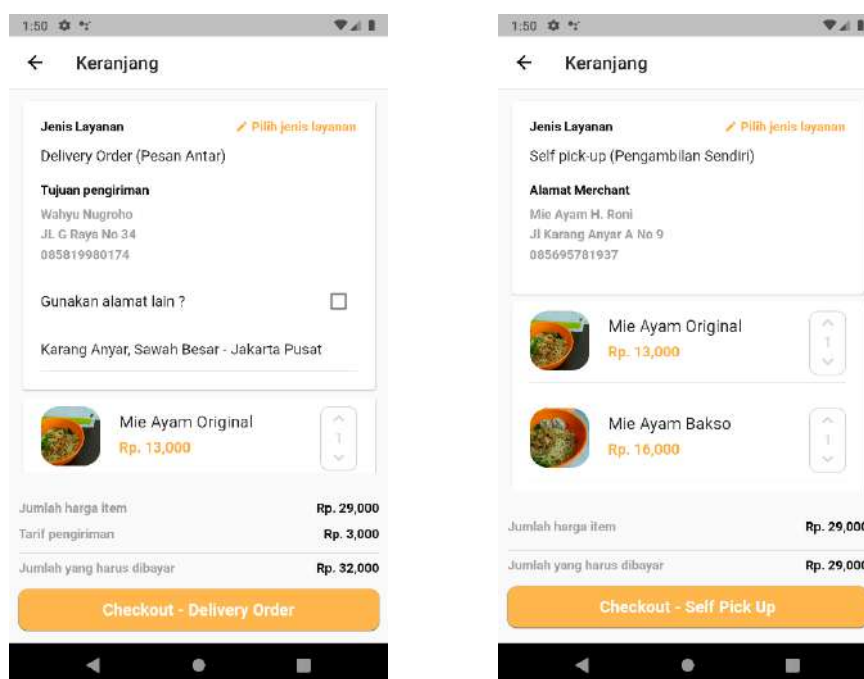 1:50
Keranjang
Jenis Layanan
Pilih jenis layanan
Delivery Order (Pesan Antar)
Tujuan pengiriman
Wahyu Nugroho
JL G Raya No 34
085819980174
Gunakan alamat lain ?
Karang Anyar, Sawah Besar - Jakarta Pusat
Mie Ayam Original
Rp. 13,000
1
Jumlah harga item
Rp. 29,000
Tarif pengiriman
Rp. 3,000
Jumlah yang harus dibayar
Rp. 32,000
Checkout - Delivery Order
1:50
Keranjang
Jenis Layanan
Pilih jenis layanan
Self pick-up (Pengambilan Sendiri)
Alamat Merchant
Mie Ayam H. Roni
Jl Karang Anyar A No 9
085695781937
Mie Ayam Original
Rp. 13,000
1
Mie Ayam Bakso
Rp. 16,000
1
Jumlah harga item
Rp. 29,000
Jumlah yang harus dibayar
Rp. 29,000
Checkout - Self Pick Up